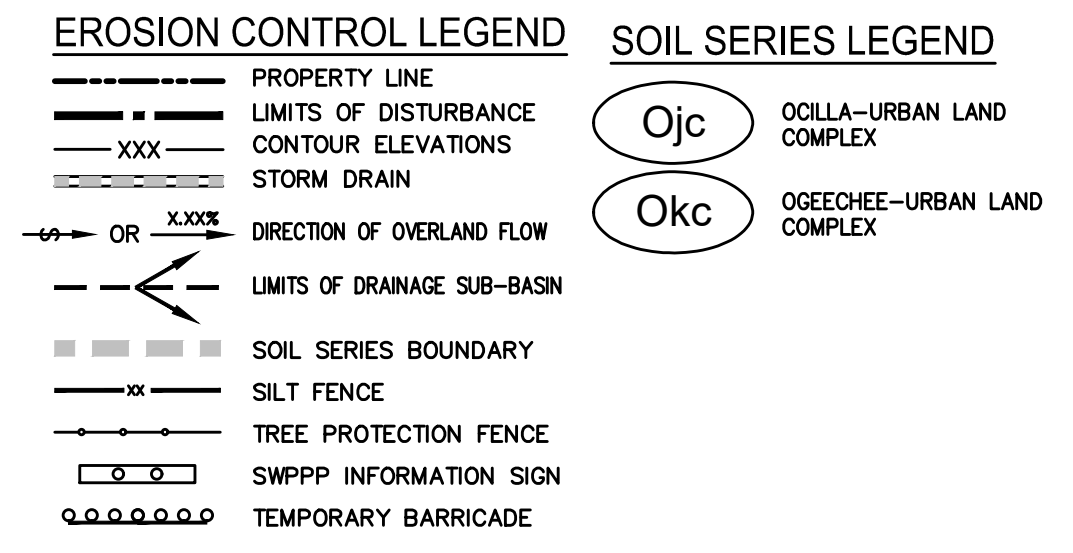 EROSION CONTROL LEGEND
PROPERTY LINE
LIMITS OF DISTURBANCE
XXX
CONTOUR ELEVATIONS
STORM DRAIN
S OR X.XX% DIRECTION OF OVERLAND FLOW
LIMITS OF DRAINAGE SUB-BASIN
SOIL SERIES BOUNDARY
XX SILT FENCE
TREE PROTECTION FENCE
SWPPP INFORMATION SIGN
TEMPORARY BARRICADE
SOIL SERIES LEGEND
Ojc
OCILLA-URBAN LAND
COMPLEX
Okc
OGEECHEE-URBAN LAND
COMPLEX